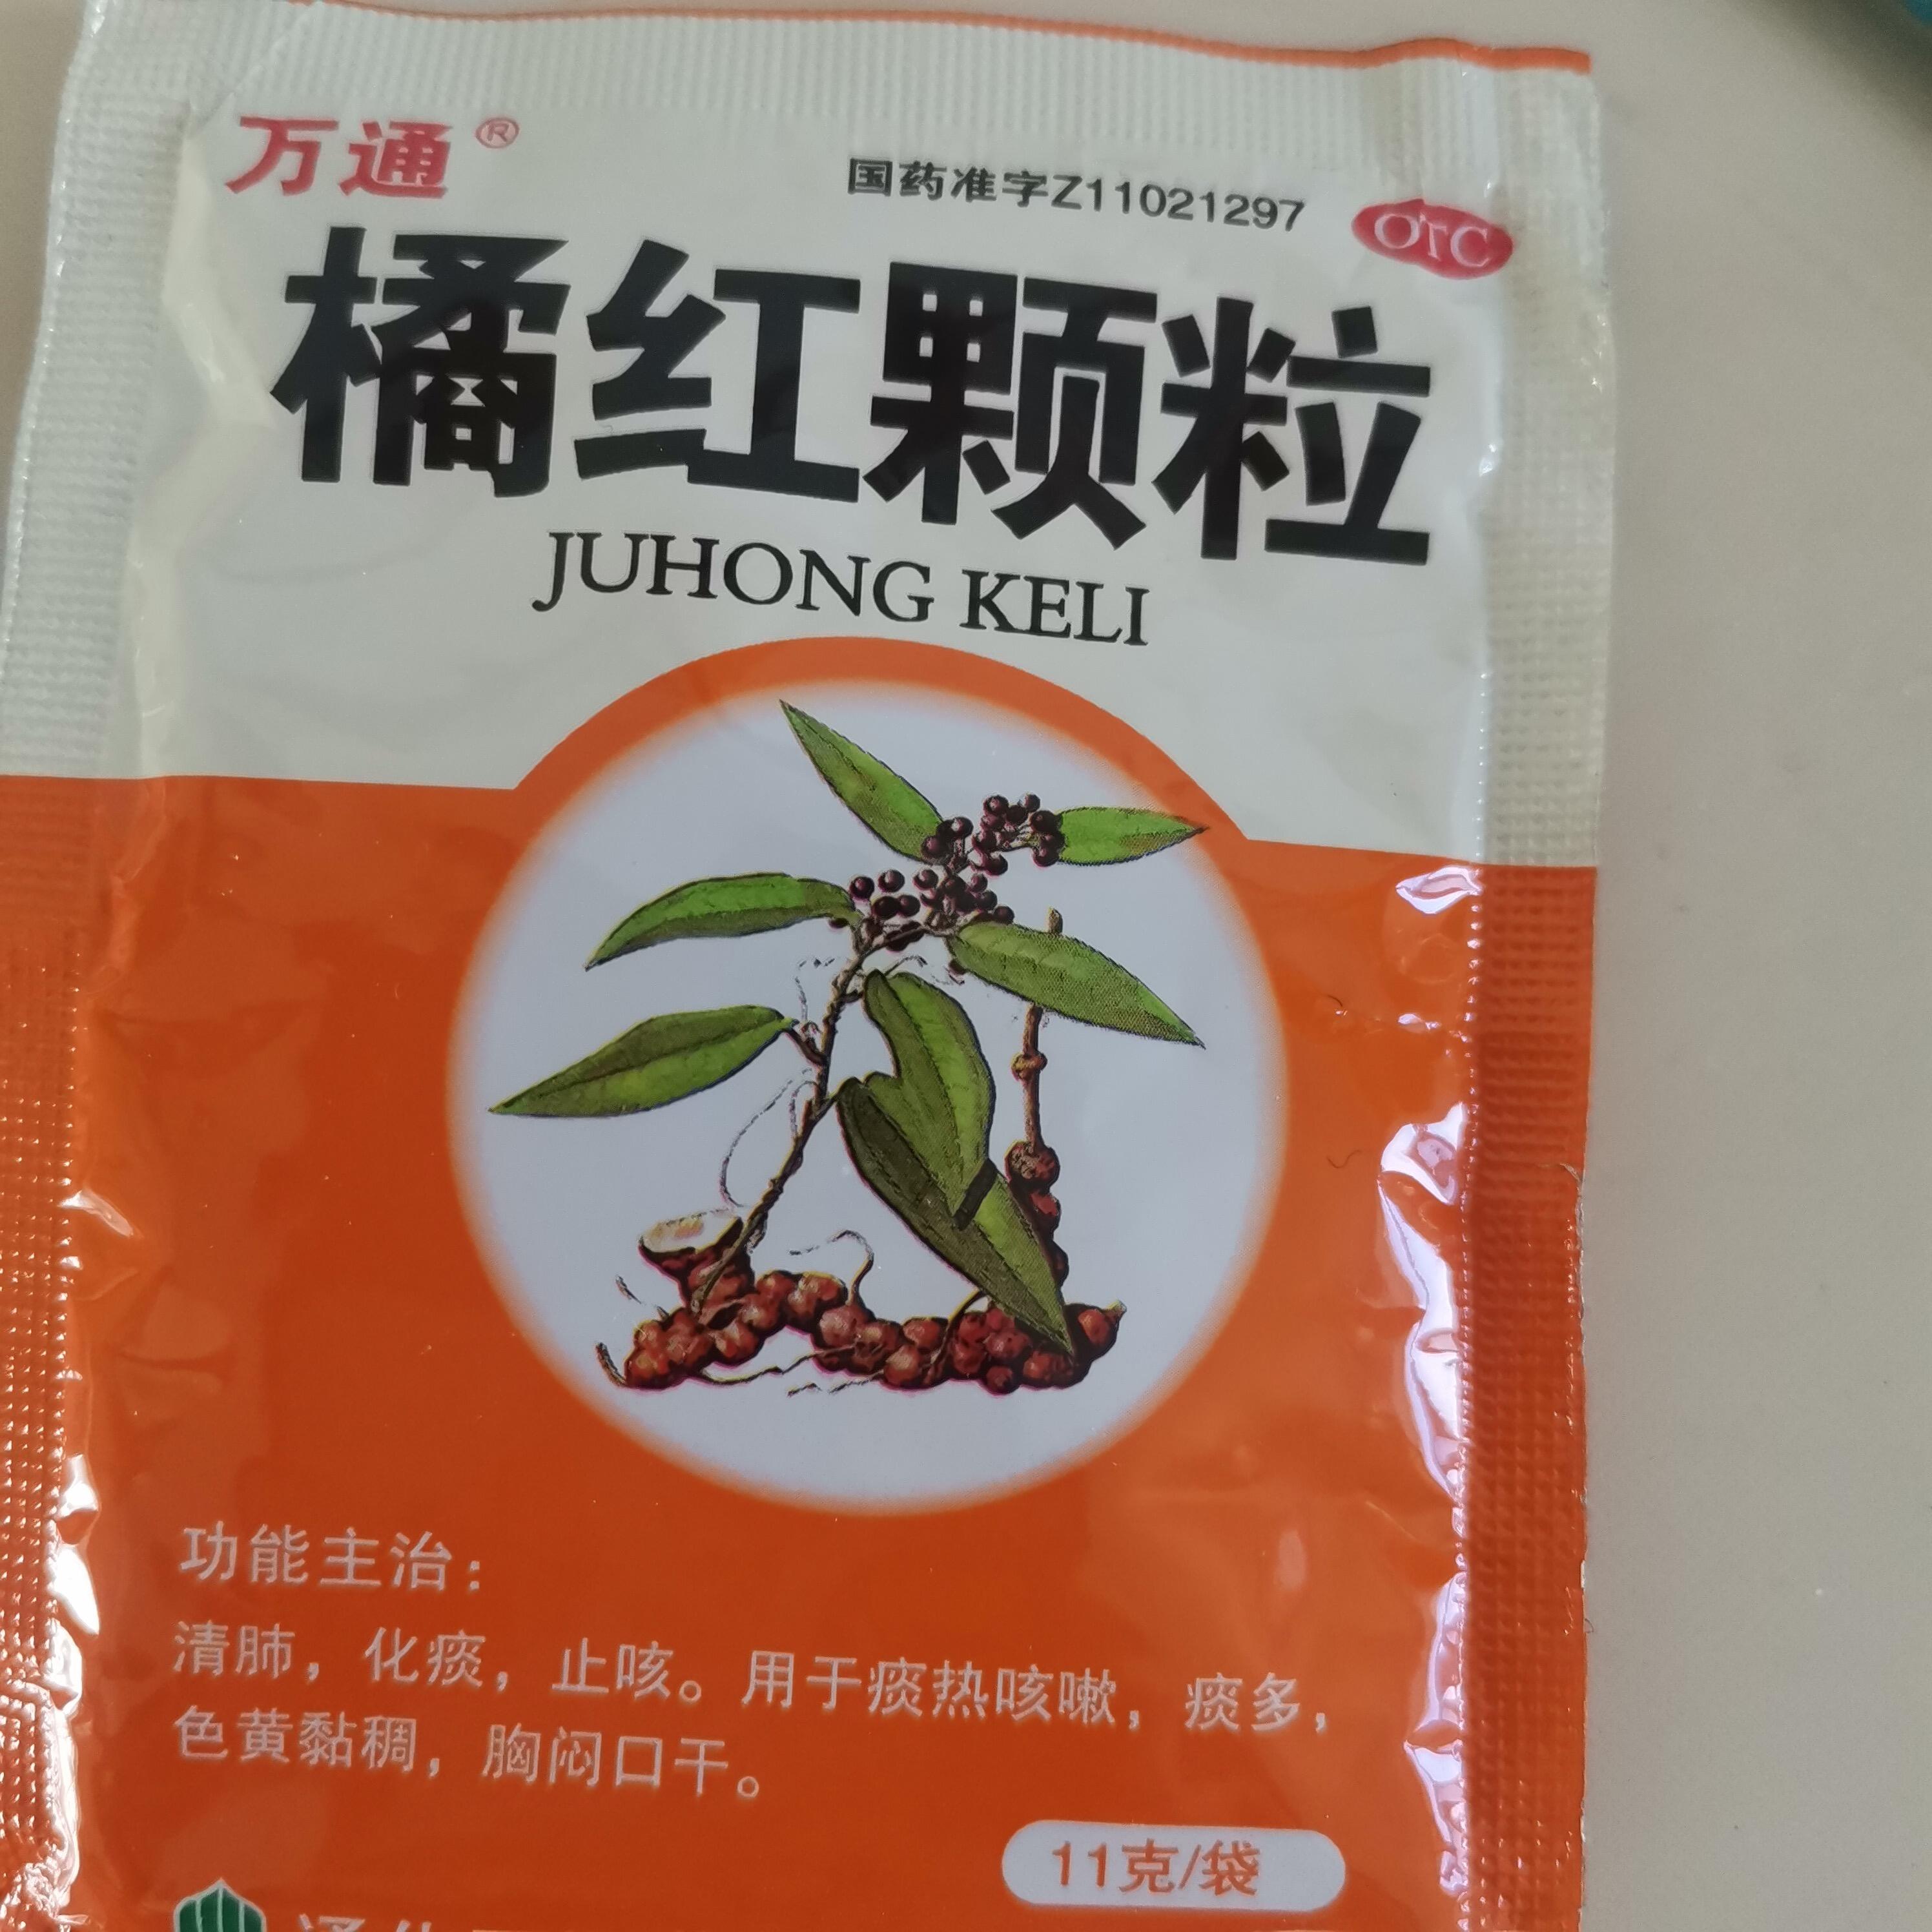 万通®
国药准字Z11021297 OTC
橘红颗粒
JUHONG KELI
功能主治：
清肺，化痰，止咳。用于痰热咳嗽，痰多，
色黄黏稠，胸闷口干。
11克/袋